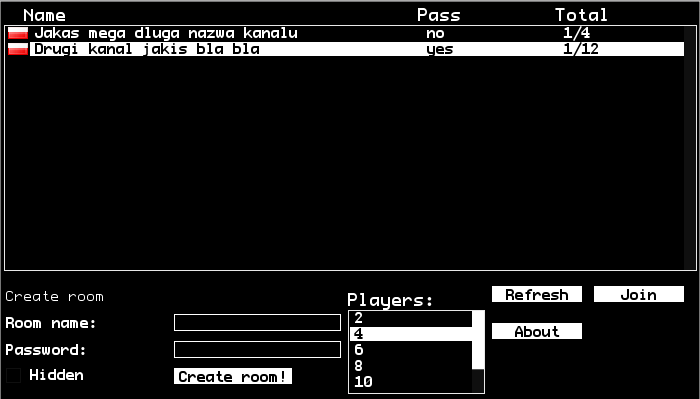 Name Pass Total
Jakas mega dluga nazwa kanalu no 1/4
Drugi kanal jakis bla bla yes 1/12
Create room
Room name:
Password:
Hidden
Create room!
Players:
2
4
6
8
10
Refresh
Join
About